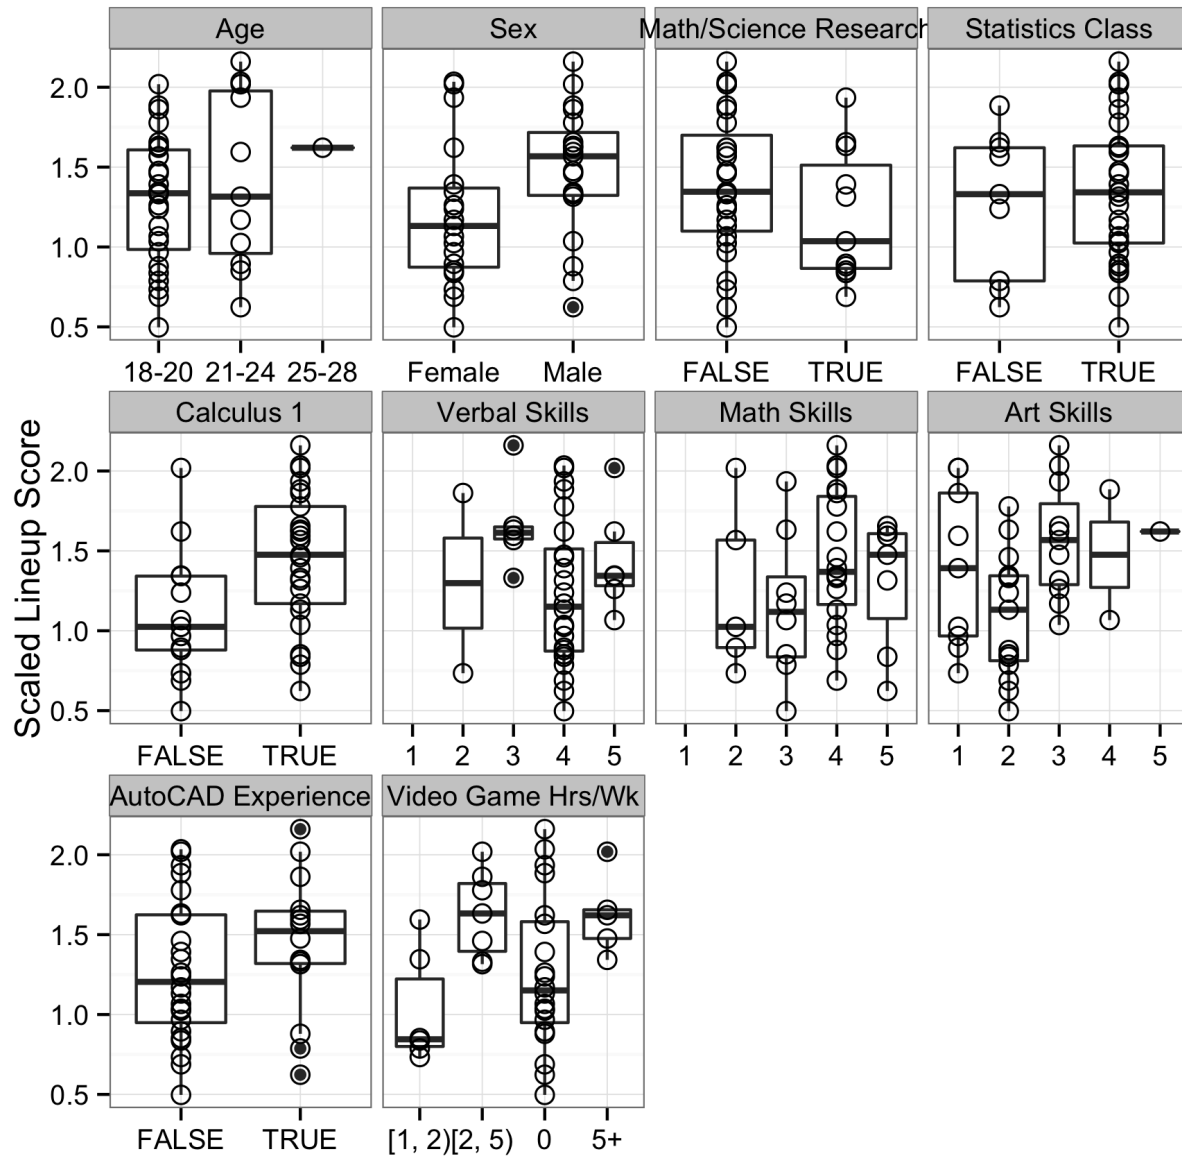 Age Sex Math/Science Research Statistics Class
2.0
1.5
1.0
0.5
18-20 21-24 25-28 Female Male FALSE TRUE FALSE TRUE
Calculus 1 Verbal Skills Math Skills Art Skills
Scaled Lineup Score
2.0
1.5
1.0
0.5
FALSE TRUE 1 2 3 4 5 1 2 3 4 5 1 2 3 4 5
AutoCAD Experience Video Game Hrs/Wk
2.0
1.5
1.0
0.5
FALSE TRUE [1, 2) [2, 5) 0 5+